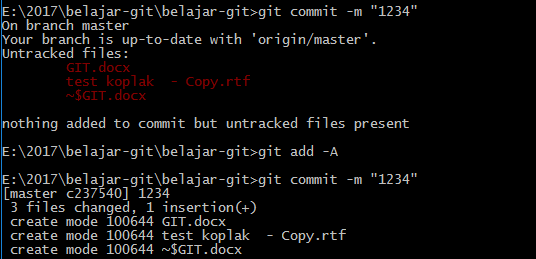 E:\2017\belajar-git\belajar-git>git commit -m "1234"
On branch master
Your branch is up-to-date with 'origin/master'.
Untracked files:
        GIT.docx
        test koplak  - Copy.rtf
        ~$GIT.docx

nothing added to commit but untracked files present

E:\2017\belajar-git\belajar-git>git add -A

E:\2017\belajar-git\belajar-git>git commit -m "1234"
[master c237540] 1234
 3 files changed, 1 insertion(+)
 create mode 100644 GIT.docx
 create mode 100644 test koplak  - Copy.rtf
 create mode 100644 ~$GIT.docx